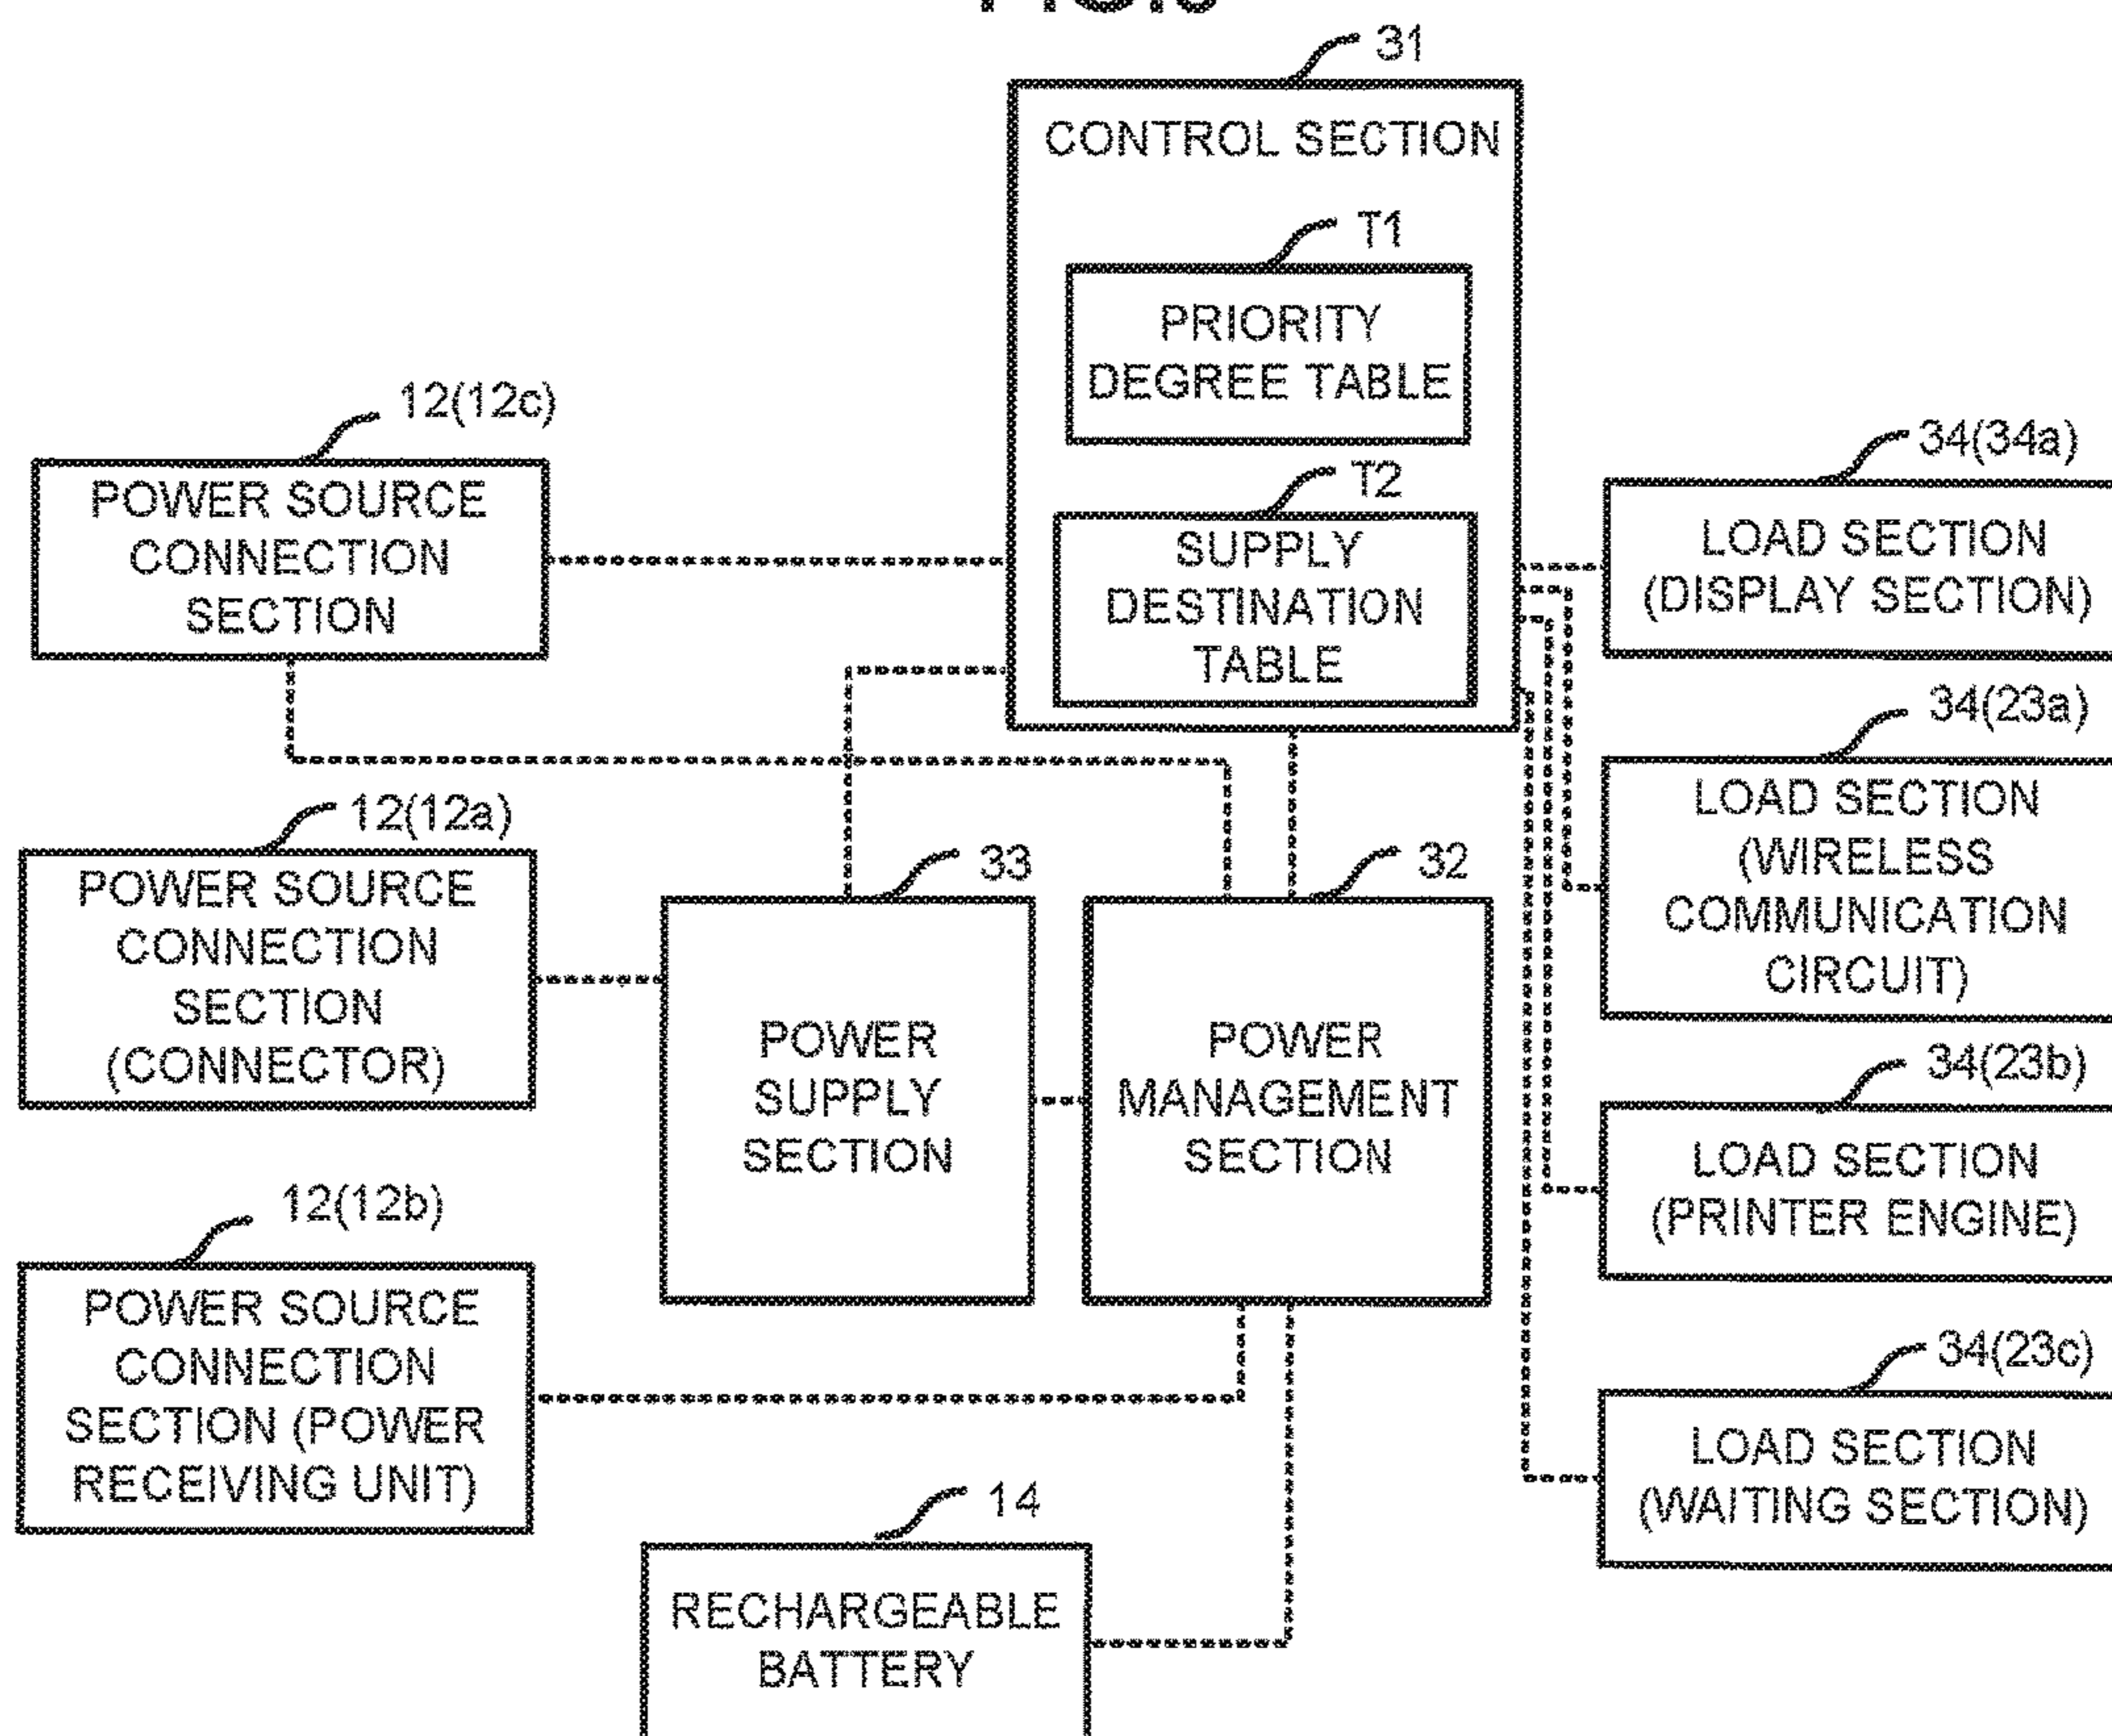 31
CONTROL SECTION
T1
PRIORITY
DEGREE TABLE
T2
SUPPLY
DESTINATION
TABLE
12(12c)
POWER SOURCE
CONNECTION
SECTION
12(12a)
POWER SOURCE
CONNECTION
SECTION
(CONNECTOR)
12(12b)
POWER SOURCE
CONNECTION
SECTION (POWER
RECEIVING UNIT)
33
POWER
SUPPLY
SECTION
32
POWER
MANAGEMENT
SECTION
14
RECHARGEABLE
BATTERY
34(34a)
LOAD SECTION
(DISPLAY SECTION)
34(23a)
LOAD SECTION
(WIRELESS
COMMUNICATION
CIRCUIT)
34(23b)
LOAD SECTION
(PRINTER ENGINE)
34(23c)
LOAD SECTION
(WAITING SECTION)